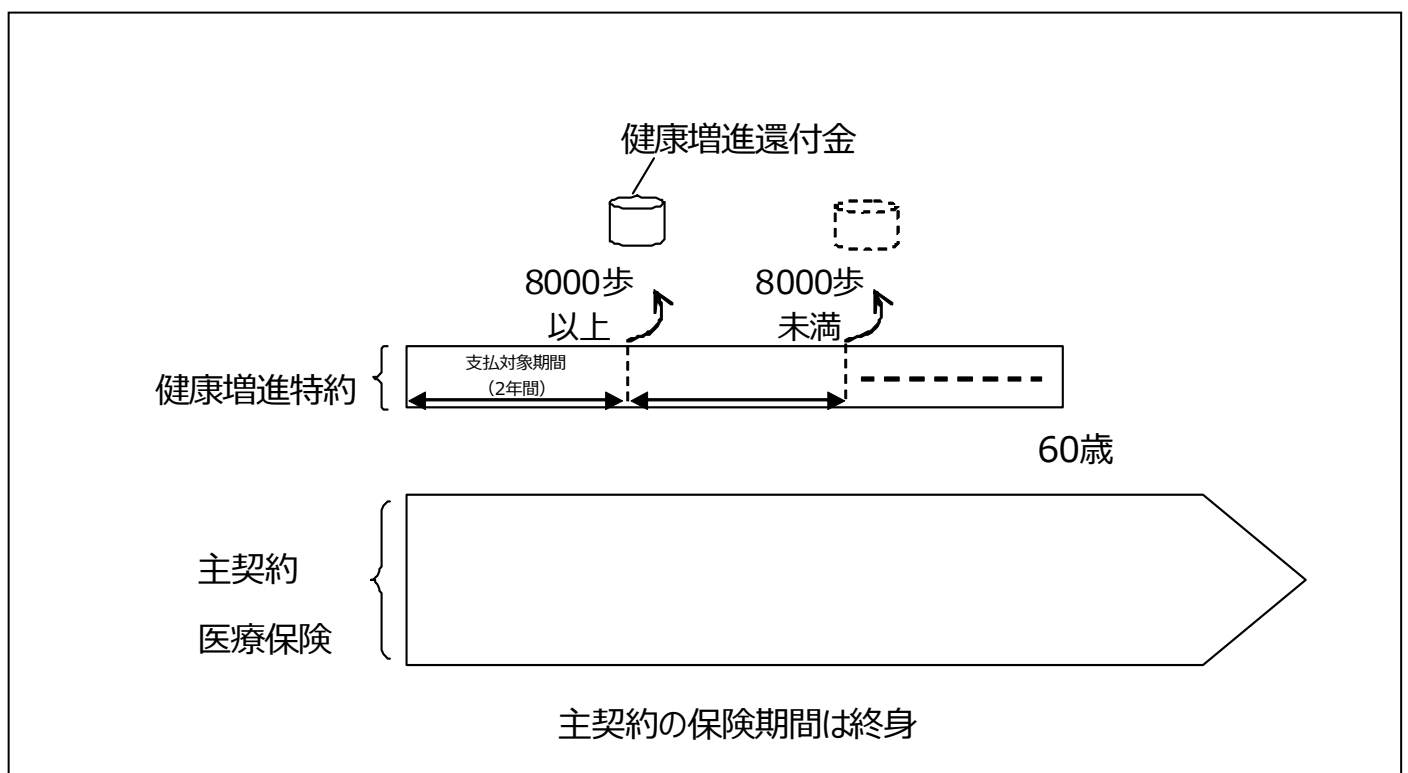 健康増進還付金
8000歩
以上
8000歩
未満
支払対象期間
(2年間)
健康増進特約
60歳
主契約
医療保険
主契約の保険期間は終身